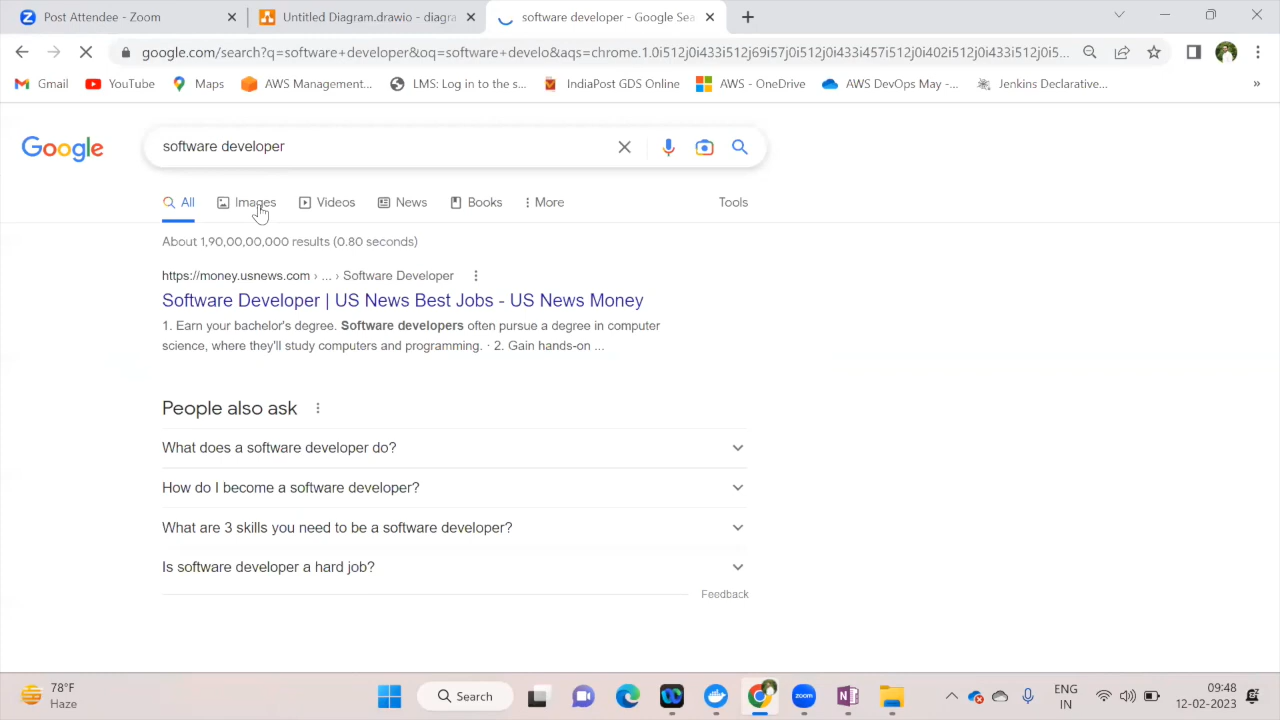 Post Attendee - Zoom
Untitled Diagram.drawio - diagra
software developer - Google Sea
google.com/search?q=software+developer&oq=software+develo&aqs=chrome.1.0i512j0i433i512j69i57j0i512j0i433i457i512j0i402i512j0i433i512j0i5...
Gmail
YouTube
Maps
AWS Management...
LMS: Log in to the s...
IndiaPost GDS Online
AWS - OneDrive
AWS DevOps May -...
Jenkins Declarative...
»
Google
software developer
All
Images
Videos
News
Books
More
Tools
About 1,90,00,00,000 results (0.80 seconds)
https://money.usnews.com › ... › Software Developer
Software Developer | US News Best Jobs - US News Money
1. Earn your bachelor's degree. Software developers often pursue a degree in computer
science, where they'll study computers and programming. · 2. Gain hands-on ...
People also ask
What does a software developer do?
How do I become a software developer?
What are 3 skills you need to be a software developer?
Is software developer a hard job?
Feedback
78°F
Haze
Search
zoom
ENG
IN
09:48
12-02-2023